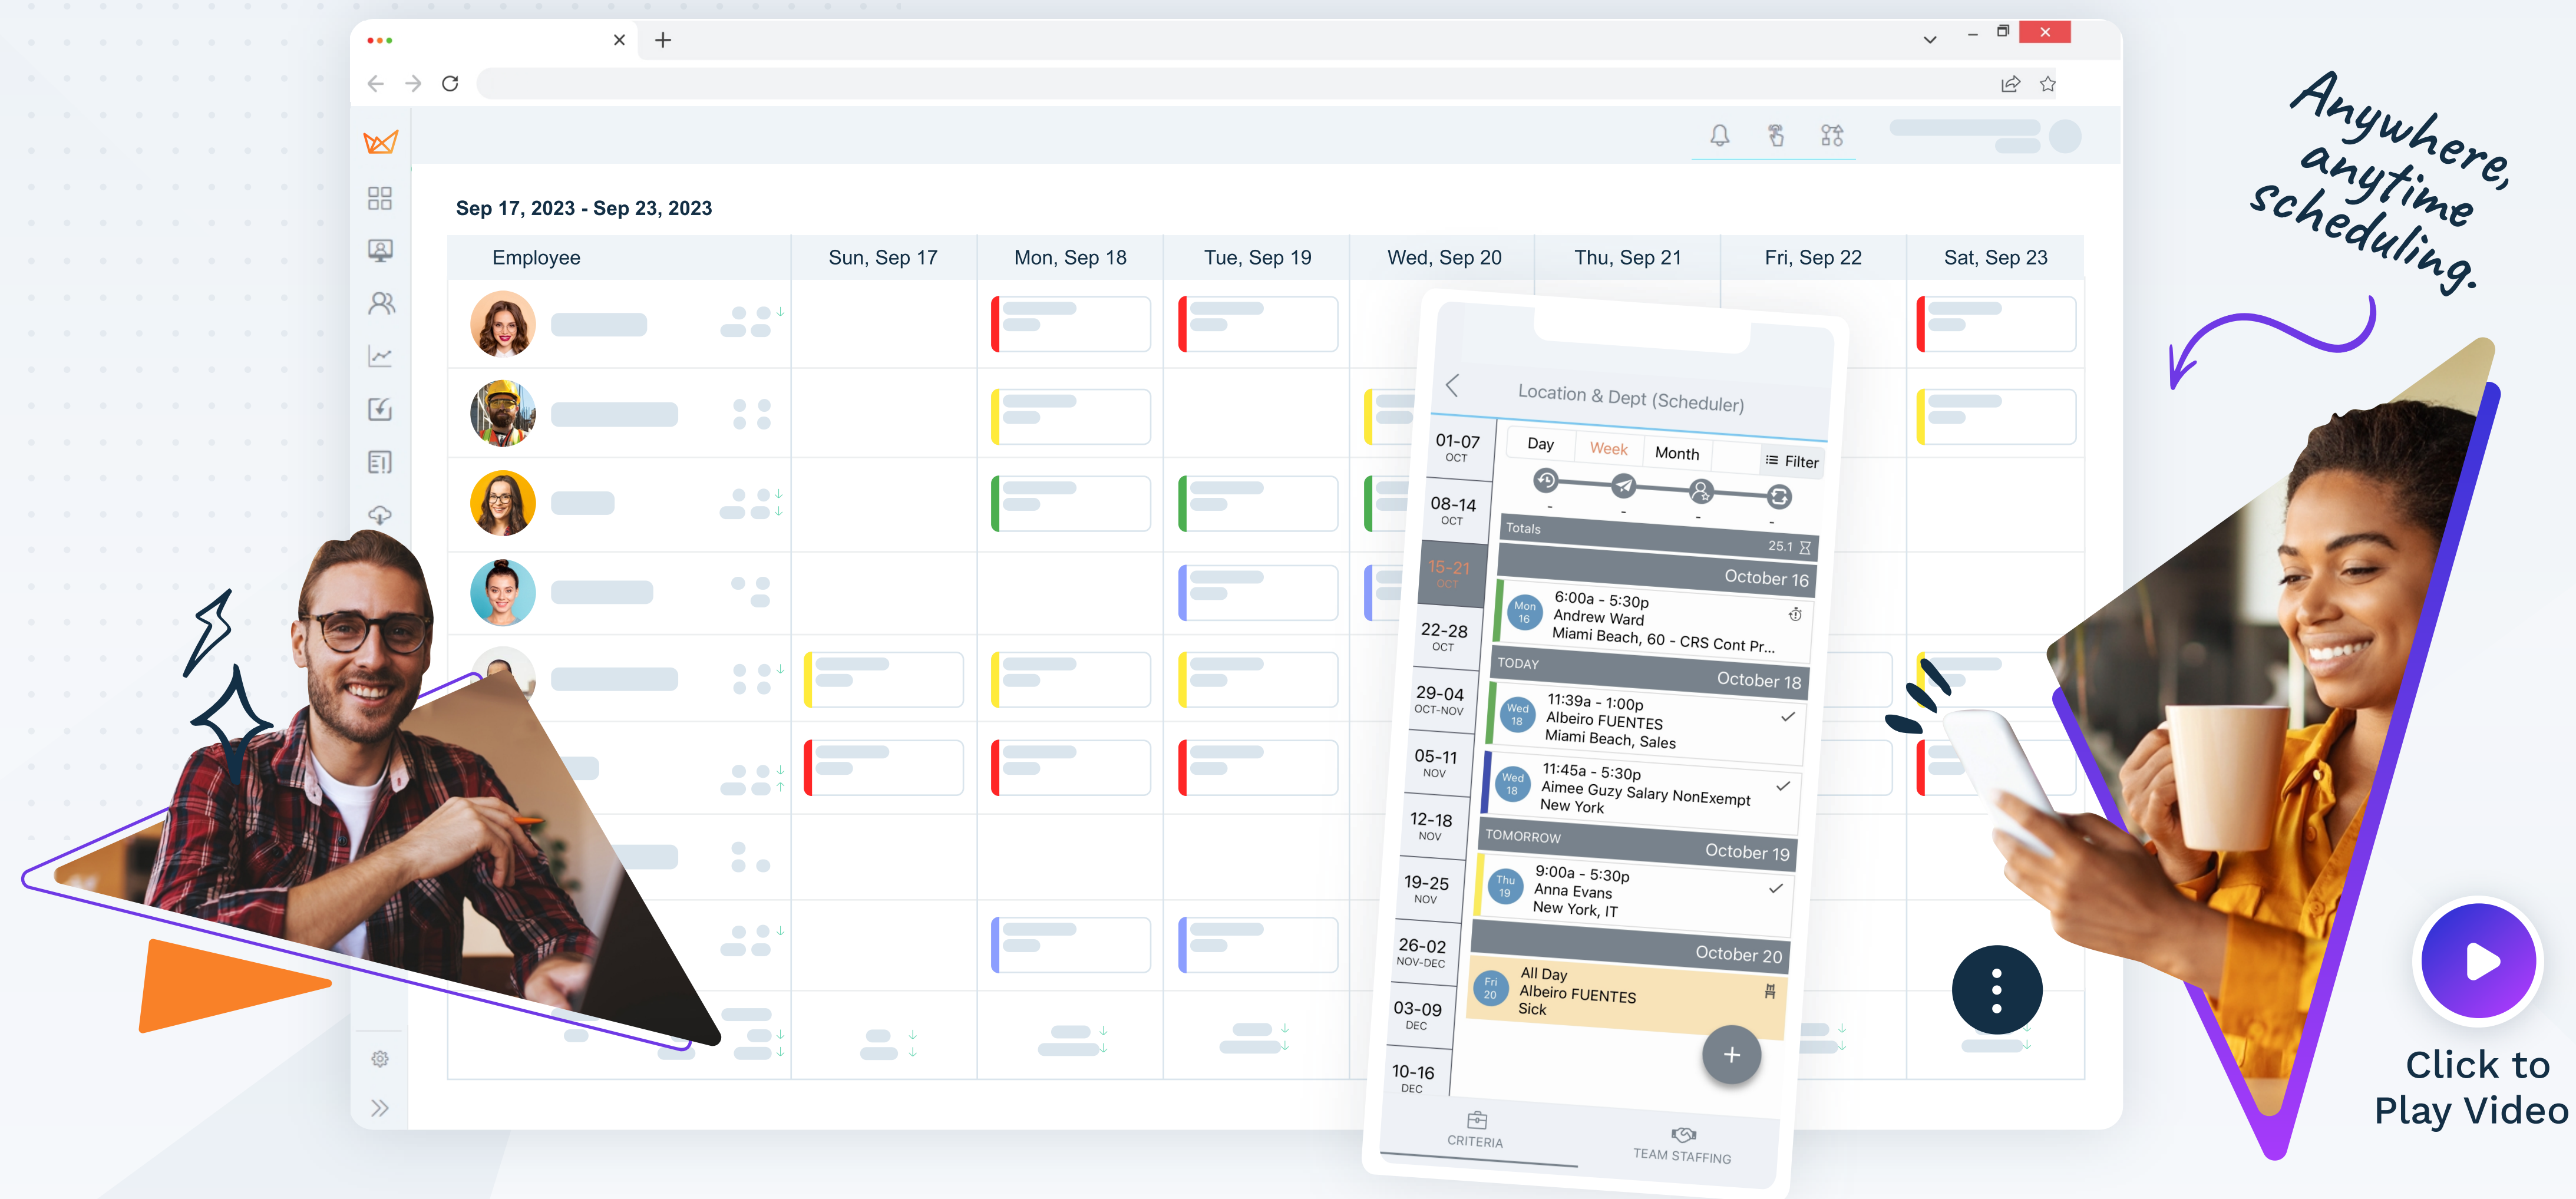 Anywhere,
anytime
scheduling.
Sep 17, 2023 - Sep 23, 2023
Employee
Sun, Sep 17
Mon, Sep 18
Tue, Sep 19
Wed, Sep 20
Thu, Sep 21
Fri, Sep 22
Sat, Sep 23
Location & Dept (Scheduler)
01-07
OCT
08-14
OCT
15-21
OCT
22-28
OCT
29-04
OCT-NOV
05-11
NOV
12-18
NOV
19-25
NOV
26-02
NOV-DEC
03-09
DEC
10-16
DEC
Day
Week
Month
Filter
-
-
-
-
Totals
25.1
October 16
Mon
16
6:00a - 5:30p
Andrew Ward
Miami Beach, 60 - CRS Cont Pr...
TODAY
October 18
Wed
18
11:39a - 1:00p
Albeiro FUENTES
Miami Beach, Sales
Wed
18
11:45a - 5:30p
Aimee Guzy Salary NonExempt
New York
TOMORROW
October 19
Thu
19
9:00a - 5:30p
Anna Evans
New York, IT
October 20
Fri
20
All Day
Albeiro FUENTES
Sick
+
CRITERIA
TEAM STAFFING
Click to
Play Video